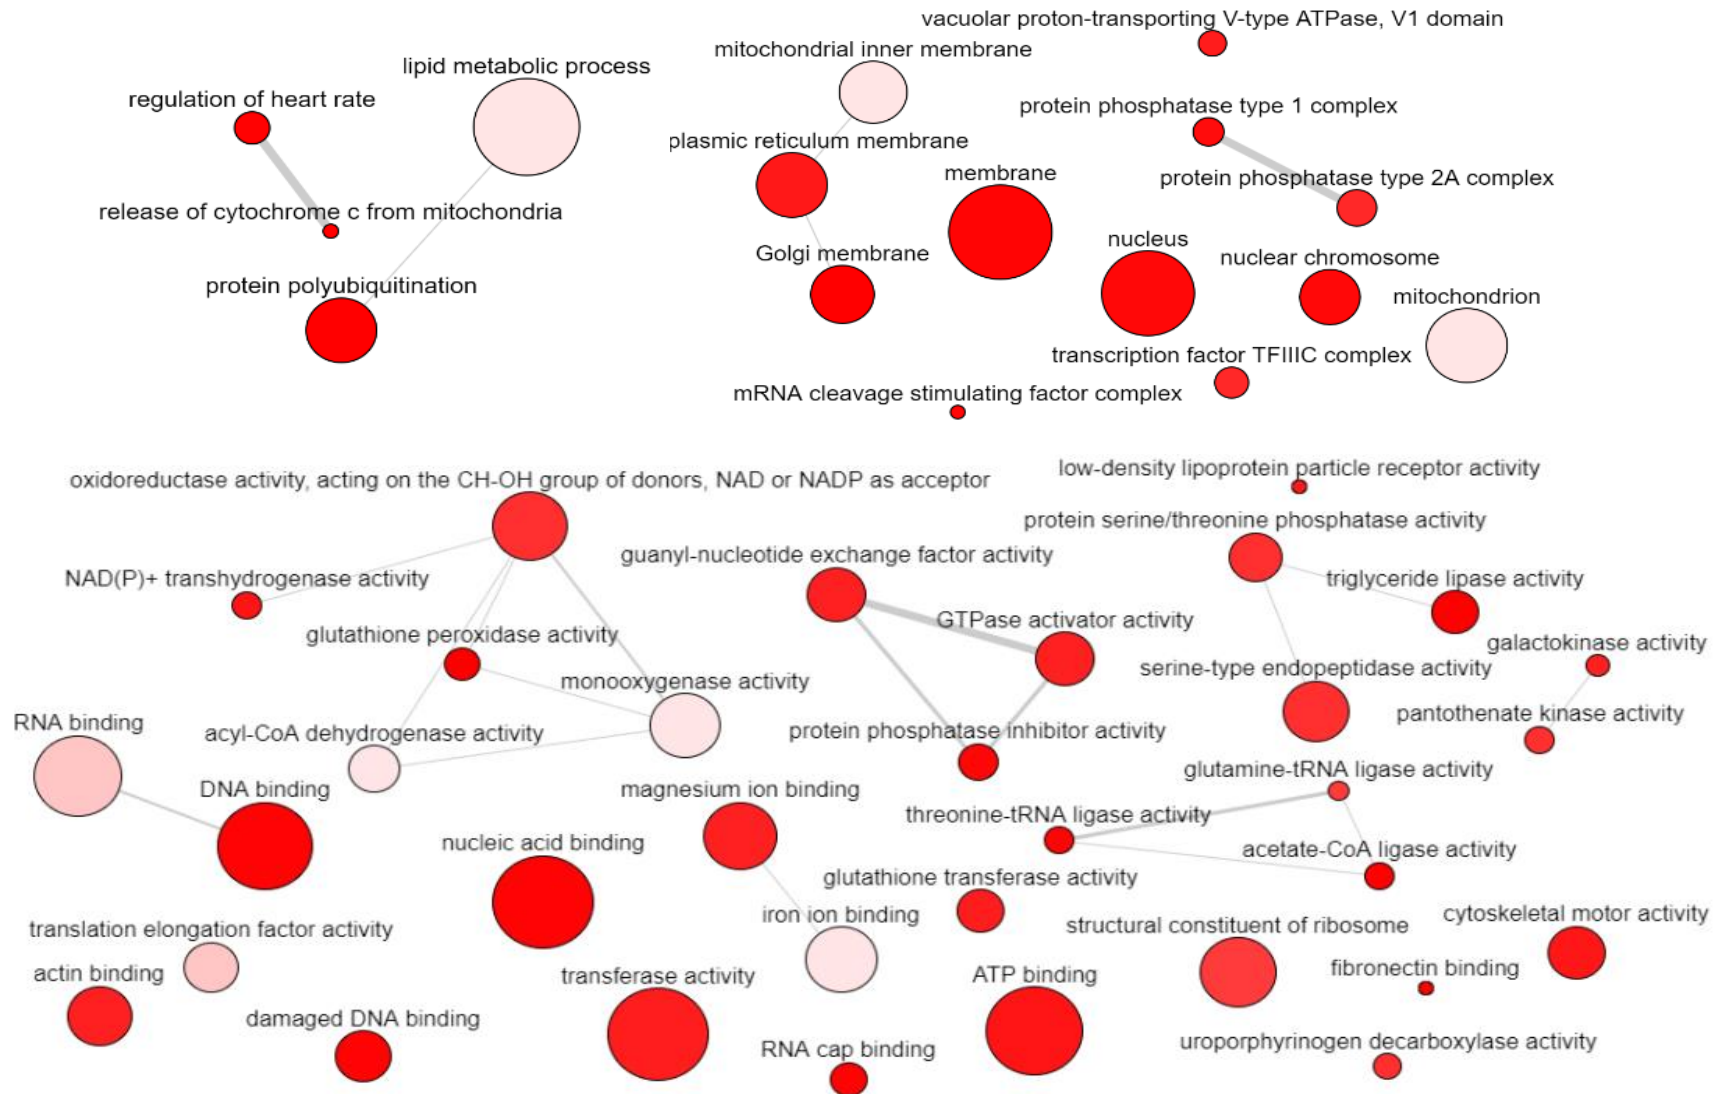 lipid metabolic process
regulation of heart rate
release of cytochrome c from mitochondria
protein polyubiquitination
vacuolar proton-transporting V-type ATPase, V1 domain
mitochondrial inner membrane
protein phosphatase type 1 complex
plasmic reticulum membrane
membrane
protein phosphatase type 2A complex
nucleus
Golgi membrane
nuclear chromosome
mitochondrion
transcription factor TFIIIC complex
mRNA cleavage stimulating factor complex
oxidoreductase activity, acting on the CH-OH group of donors, NAD or NADP as acceptor
NAD(P)+ transhydrogenase activity
glutathione peroxidase activity
monooxygenase activity
acyl-CoA dehydrogenase activity
RNA binding
DNA binding
guanyl-nucleotide exchange factor activity
GTPase activator activity
protein phosphatase inhibitor activity
low-density lipoprotein particle receptor activity
protein serine/threonine phosphatase activity
triglyceride lipase activity
galactokinase activity
serine-type endopeptidase activity
pantothenate kinase activity
glutamine-tRNA ligase activity
threonine-tRNA ligase activity
acetate-CoA ligase activity
magnesium ion binding
nucleic acid binding
glutathione transferase activity
iron ion binding
structural constituent of ribosome
cytoskeletal motor activity
translation elongation factor activity
actin binding
transferase activity
ATP binding
fibronectin binding
damaged DNA binding
RNA cap binding
uroporphyrinogen decarboxylase activity